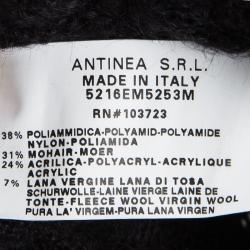 ANTINEA S.R.L.
MADE IN ITALY
5216EM5253M
RN#103723
38% POLIAMMIDICA-POLYAMID-POLYAMIDE
NYLON-POLIAMIDA
31% MOHAIR-MOER
24% ACRILICA-POLYACRYL-ACRYLIQUE
ACRYLIC
7% LANA VERGINE LANA DI TOSA
SCHURWOLLE-LAINE VIERGE LAINE DE
TONTE-FLEECE WOOL VIRGIN WOOL
PURA LA' VIRGEM-PURA LANA VIRGEN